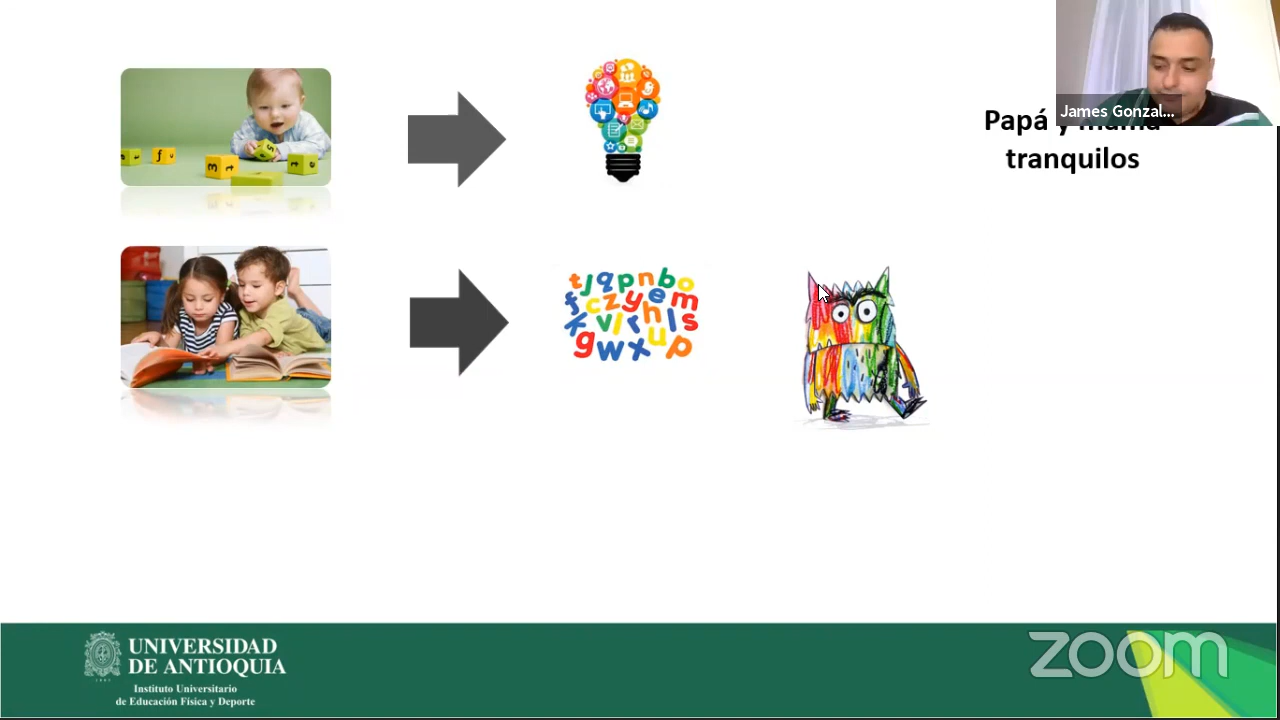 James Gonzal...
Papá y mamá
tranquilos
t j q p n b o
f c z y e m
k v l r h l s
g w x u p
UNIVERSIDAD
DE ANTIOQUIA
Instituto Universitario
de Educación Física y Deporte
zoom